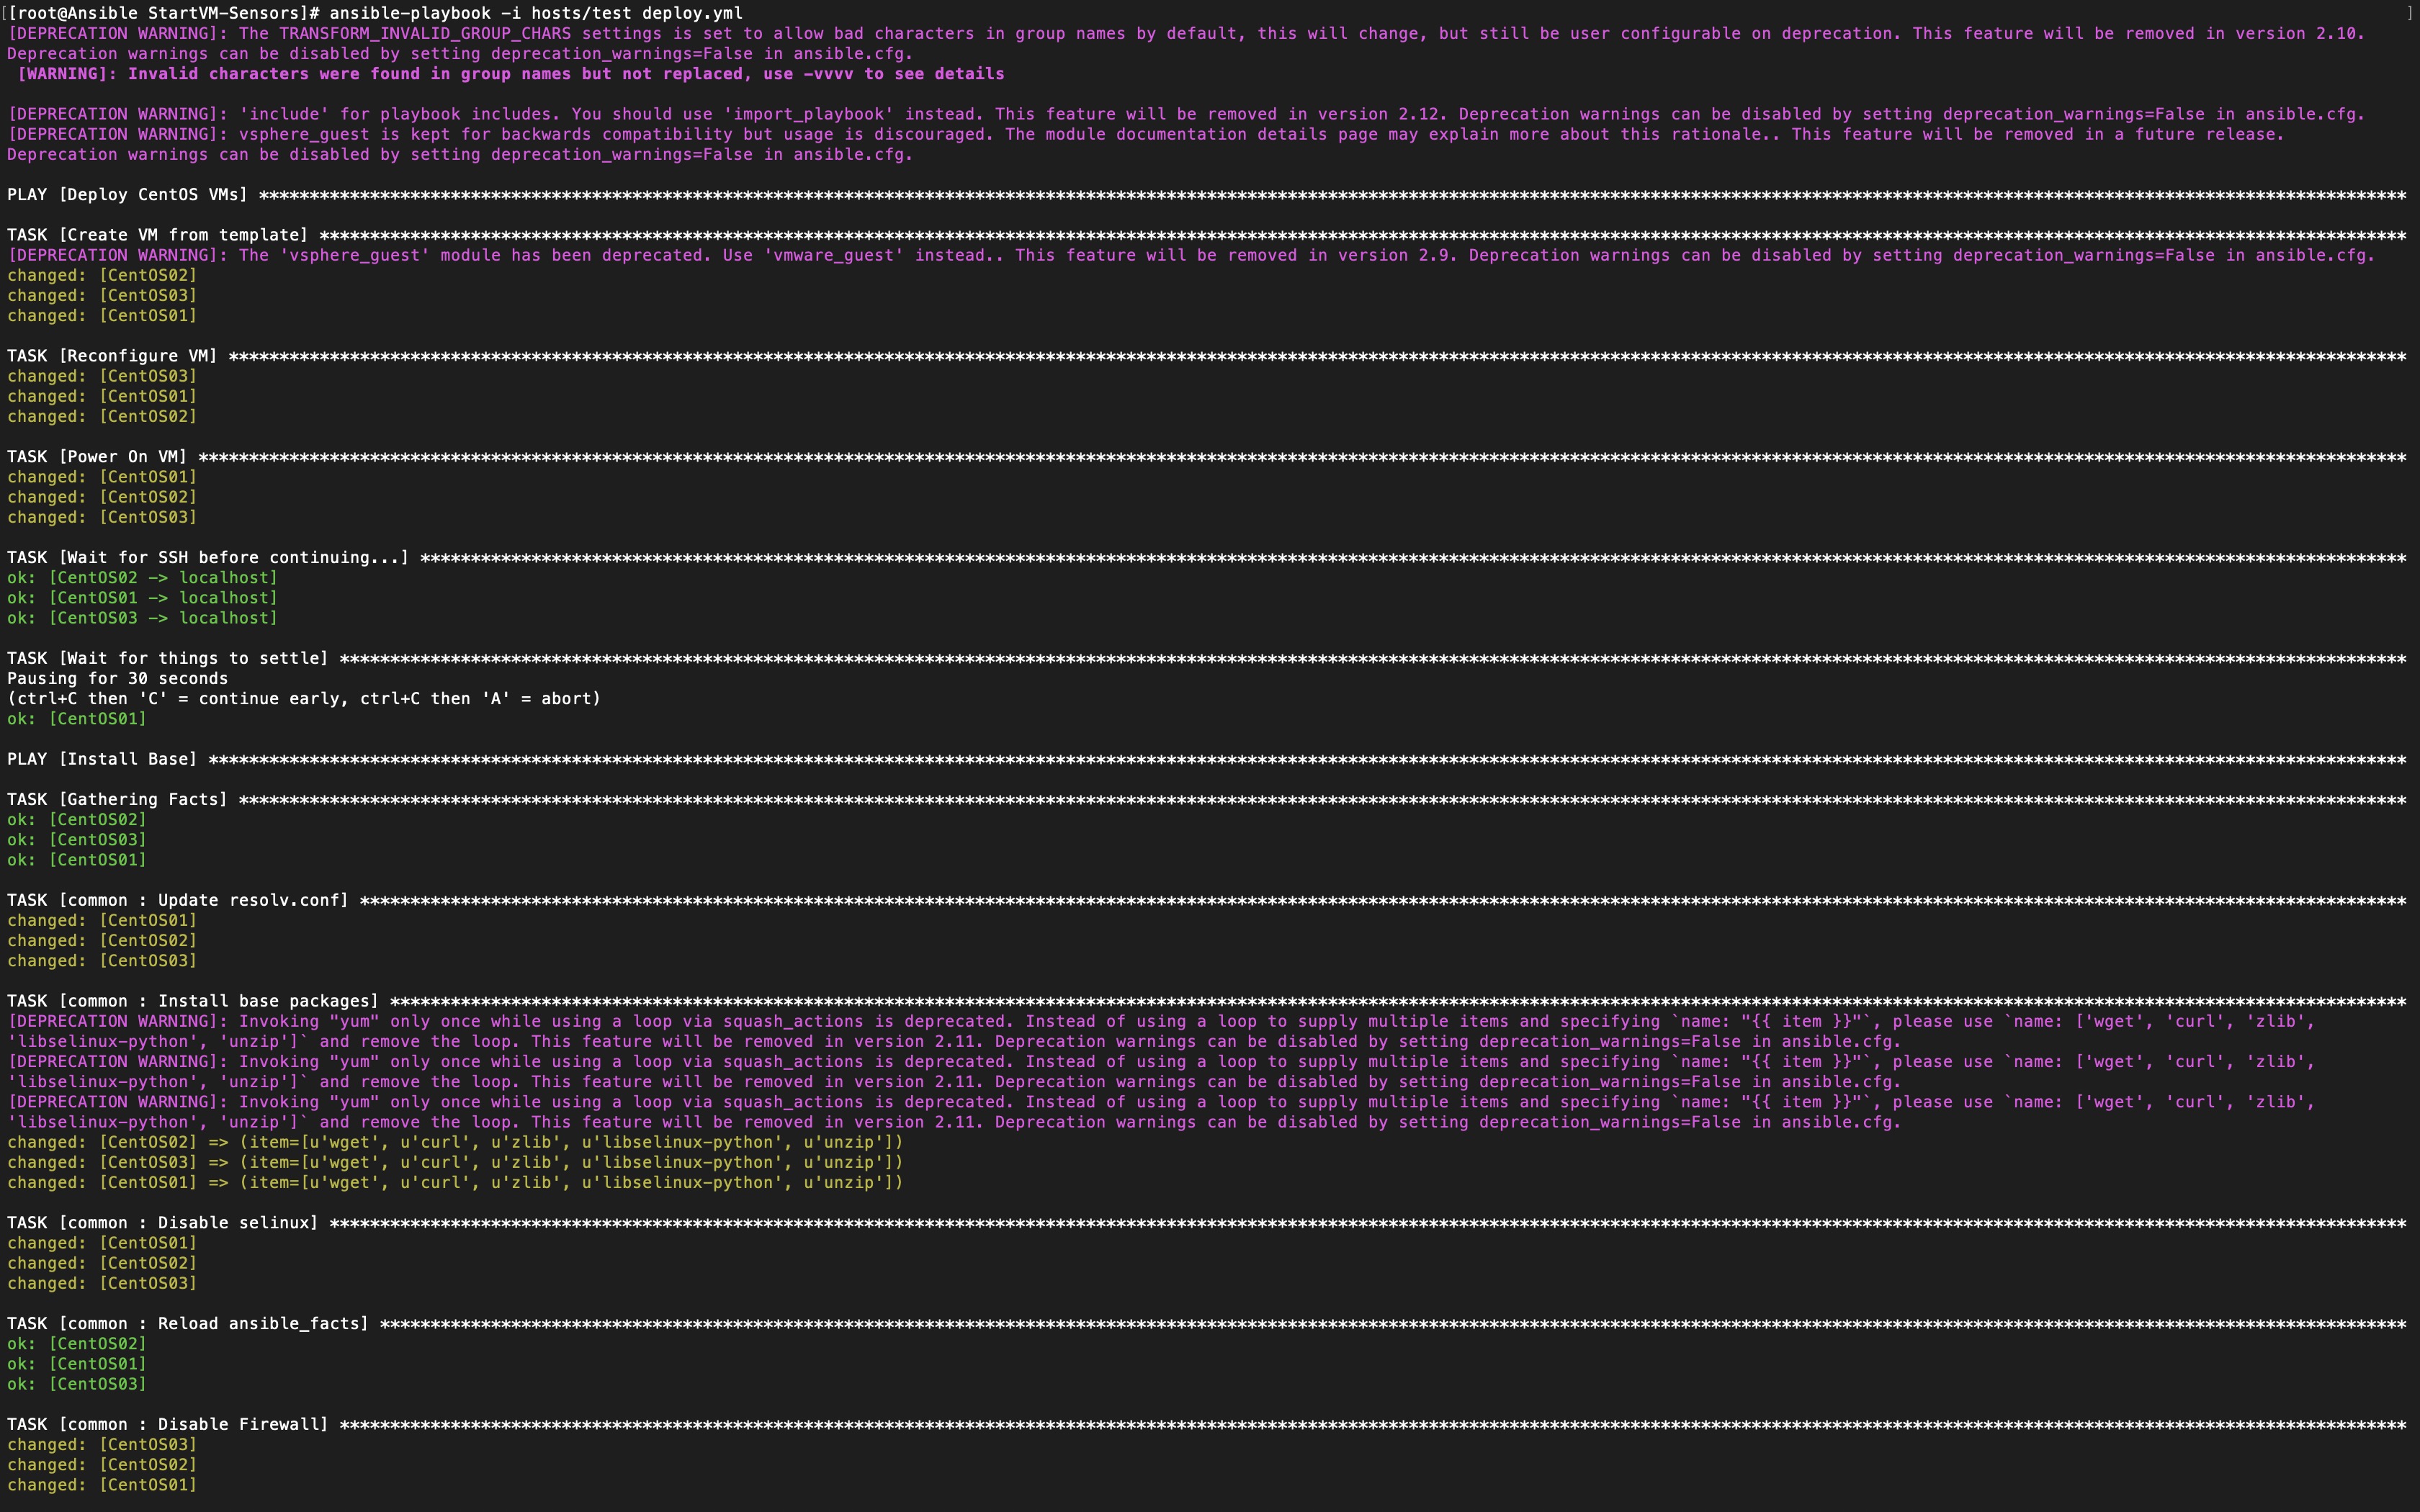 [[root@Ansible StartVM-Sensors]# ansible-playbook -i hosts/test deploy.yml ]
[DEPRECATION WARNING]: The TRANSFORM_INVALID_GROUP_CHARS settings is set to allow bad characters in group names by default, this will change, but still be user configurable on deprecation. This feature will be removed in version 2.10.
Deprecation warnings can be disabled by setting deprecation_warnings=False in ansible.cfg.
[WARNING]: Invalid characters were found in group names but not replaced, use -vvvv to see details
[DEPRECATION WARNING]: 'include' for playbook includes. You should use 'import_playbook' instead. This feature will be removed in version 2.12. Deprecation warnings can be disabled by setting deprecation_warnings=False in ansible.cfg.
[DEPRECATION WARNING]: vsphere_guest is kept for backwards compatibility but usage is discouraged. The module documentation details page may explain more about this rationale.. This feature will be removed in a future release.
Deprecation warnings can be disabled by setting deprecation_warnings=False in ansible.cfg.
PLAY [Deploy CentOS VMs] ********************
TASK [Create VM from template] ********************
[DEPRECATION WARNING]: The 'vsphere_guest' module has been deprecated. Use 'vmware_guest' instead.. This feature will be removed in version 2.9. Deprecation warnings can be disabled by setting deprecation_warnings=False in ansible.cfg.
changed: [CentOS02]
changed: [CentOS03]
changed: [CentOS01]
TASK [Reconfigure VM] ********************
changed: [CentOS03]
changed: [CentOS01]
changed: [CentOS02]
TASK [Power On VM] ********************
changed: [CentOS01]
changed: [CentOS02]
changed: [CentOS03]
TASK [Wait for SSH before continuing...] ********************
ok: [CentOS02 -> localhost]
ok: [CentOS01 -> localhost]
ok: [CentOS03 -> localhost]
TASK [Wait for things to settle] ********************
Pausing for 30 seconds
(ctrl+C then 'C' = continue early, ctrl+C then 'A' = abort)
ok: [CentOS01]
PLAY [Install Base] ********************
TASK [Gathering Facts] ********************
ok: [CentOS02]
ok: [CentOS03]
ok: [CentOS01]
TASK [common : Update resolv.conf] ********************
changed: [CentOS01]
changed: [CentOS02]
changed: [CentOS03]
TASK [common : Install base packages] ********************
[DEPRECATION WARNING]: Invoking "yum" only once while using a loop via squash_actions is deprecated. Instead of using a loop to supply multiple items and specifying `name: "{{ item }}"`, please use `name: ['wget', 'curl', 'zlib',
'libselinux-python', 'unzip']` and remove the loop. This feature will be removed in version 2.11. Deprecation warnings can be disabled by setting deprecation_warnings=False in ansible.cfg.
[DEPRECATION WARNING]: Invoking "yum" only once while using a loop via squash_actions is deprecated. Instead of using a loop to supply multiple items and specifying `name: "{{ item }}"`, please use `name: ['wget', 'curl', 'zlib',
'libselinux-python', 'unzip']` and remove the loop. This feature will be removed in version 2.11. Deprecation warnings can be disabled by setting deprecation_warnings=False in ansible.cfg.
[DEPRECATION WARNING]: Invoking "yum" only once while using a loop via squash_actions is deprecated. Instead of using a loop to supply multiple items and specifying `name: "{{ item }}"`, please use `name: ['wget', 'curl', 'zlib',
'libselinux-python', 'unzip']` and remove the loop. This feature will be removed in version 2.11. Deprecation warnings can be disabled by setting deprecation_warnings=False in ansible.cfg.
changed: [CentOS02] => (item=[u'wget', u'curl', u'zlib', u'libselinux-python', u'unzip'])
changed: [CentOS03] => (item=[u'wget', u'curl', u'zlib', u'libselinux-python', u'unzip'])
changed: [CentOS01] => (item=[u'wget', u'curl', u'zlib', u'libselinux-python', u'unzip'])
TASK [common : Disable selinux] ********************
changed: [CentOS01]
changed: [CentOS02]
changed: [CentOS03]
TASK [common : Reload ansible_facts] ********************
ok: [CentOS02]
ok: [CentOS01]
ok: [CentOS03]
TASK [common : Disable Firewall] ********************
changed: [CentOS03]
changed: [CentOS02]
changed: [CentOS01]